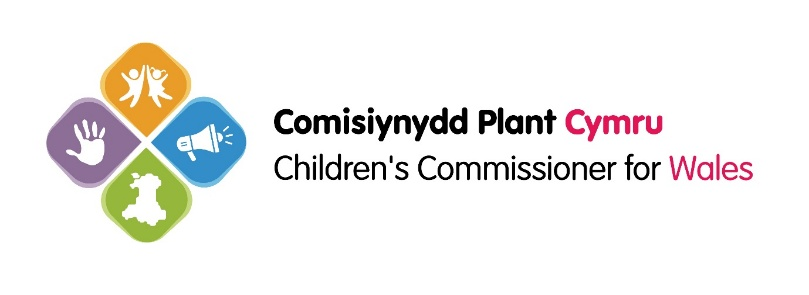 Comisiynydd Plant Cymru
Children's Commissioner for Wales